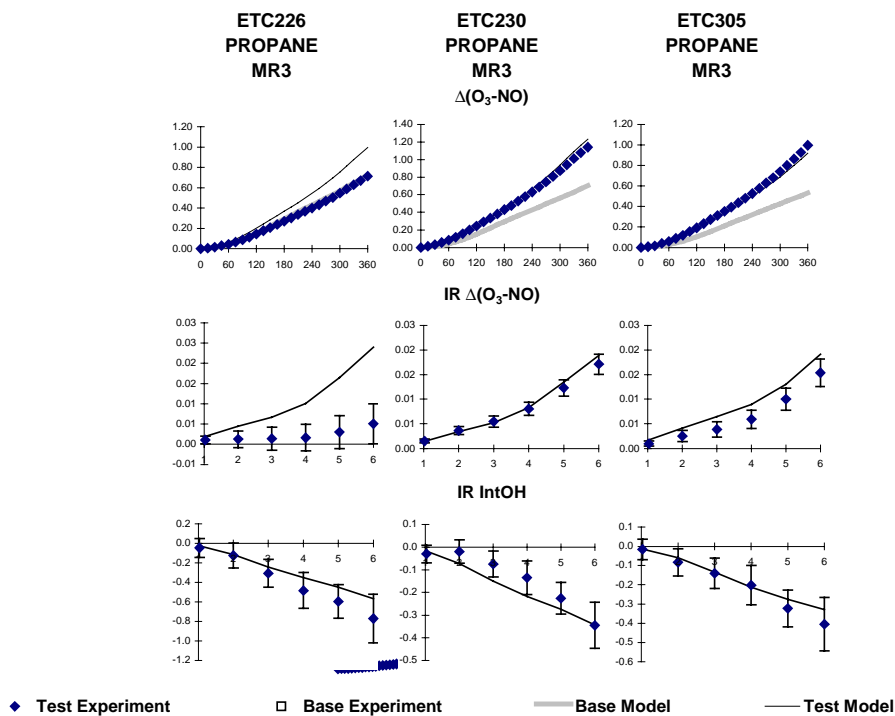 ETC226 ETC230 ETC305
PROPANE PROPANE PROPANE
MR3 MR3 MR3
Δ(O₃-NO)
1.20 1.40 1.20
1.00 1.20 1.00
0.80 1.00 0.80
0.60 0.80 0.60
0.40 0.60 0.40
0.20 0.40 0.20
0.00 0.20 0.00
0.00
0 60 120 180 240 300 360 0 60 120 180 240 300 360 0 60 120 180 240 300 360
IR Δ(O₃-NO)
0.03 0.03 0.03
0.02 0.02 0.02
0.02 0.02 0.02
0.01 0.01 0.01
0.01 0.01 0.01
0.00 0.00 0.00
-0.01
1 2 3 4 5 6 1 2 3 4 5 6 1 2 3 4 5 6
IR IntOH
0.2 0.1 0.1
0.0 0.0 0.0
-0.2 -0.1 -0.1
-0.4 -0.2 -0.2
-0.6 -0.3 -0.3
-0.8 -0.4 -0.4
-1.0 -0.5 -0.5
-1.2 -0.6
1 2 3 4 5 6 1 2 3 4 5 6 1 2 3 4 5 6
Test Experiment Base Experiment Base Model Test Model